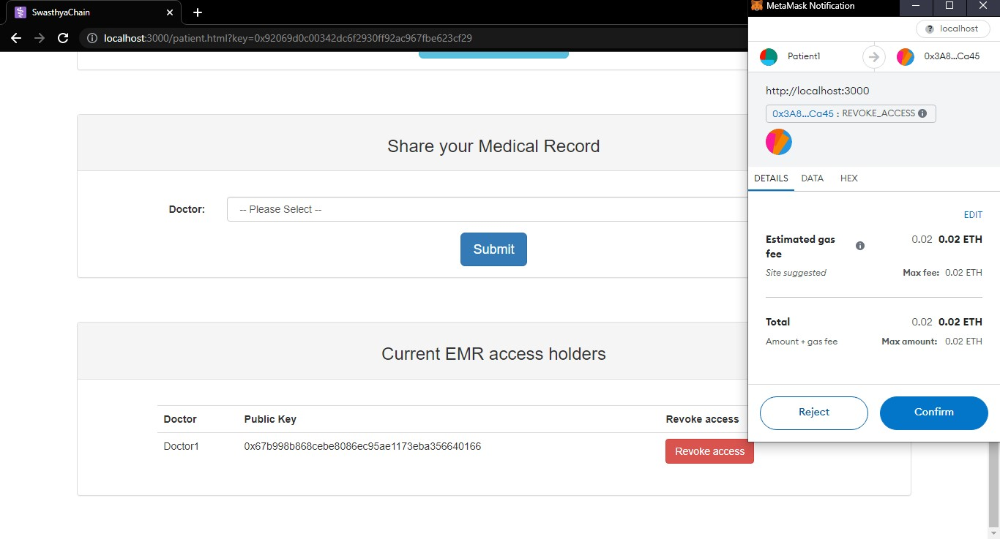 SwasthyaChain
localhost:3000/patient.html?key=0x92069d0c00342dc6f2930ff92ac967fbe623cf29
Share your Medical Record
Doctor:
-- Please Select --
Submit
Current EMR access holders
Doctor Public Key Revoke access
Doctor1 0x67b998b868cebe8086ec95ae1173eba356640166 Revoke access
MetaMask Notification
localhost
Patient1 0x3A8...Ca45
http://localhost:3000
0x3A8...Ca45 : REVOKE_ACCESS
DETAILS DATA HEX
EDIT
Estimated gas fee 0.02 0.02 ETH
Site suggested Max fee: 0.02 ETH
Total 0.02 0.02 ETH
Amount + gas fee Max amount: 0.02 ETH
Reject Confirm